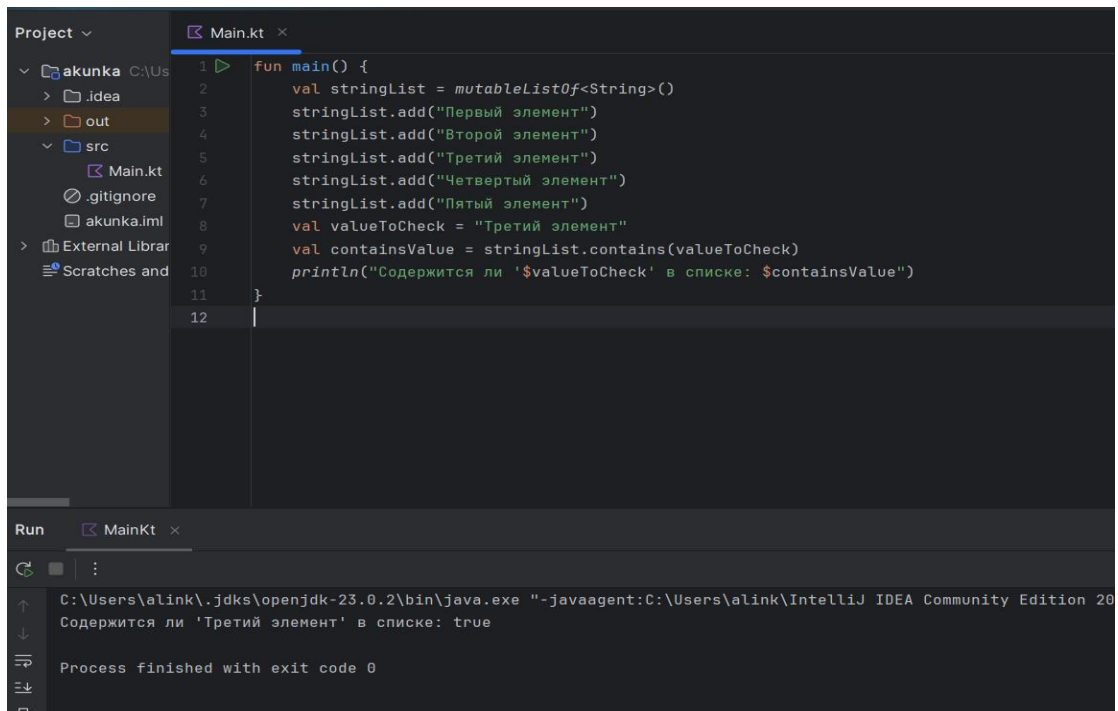 Project
Main.kt
akunka C:\Us
.idea
out
src
Main.kt
.gitignore
akunka.iml
External Librar
Scratches and
1 fun main() {
2 val stringList = mutableListOf<String>()
3 stringList.add("Первый элемент")
4 stringList.add("Второй элемент")
5 stringList.add("Третий элемент")
6 stringList.add("Четвертый элемент")
7 stringList.add("Пятый элемент")
8 val valueToCheck = "Третий элемент"
9 val containsValue = stringList.contains(valueToCheck)
10 println("Содержится ли '$valueToCheck' в списке: $containsValue")
11 }
12
Run MainKt
C:\Users\alink\.jdks\openjdk-23.0.2\bin\java.exe "-javaagent:C:\Users\alink\IntelliJ IDEA Community Edition 20
Содержится ли 'Третий элемент' в списке: true
Process finished with exit code 0